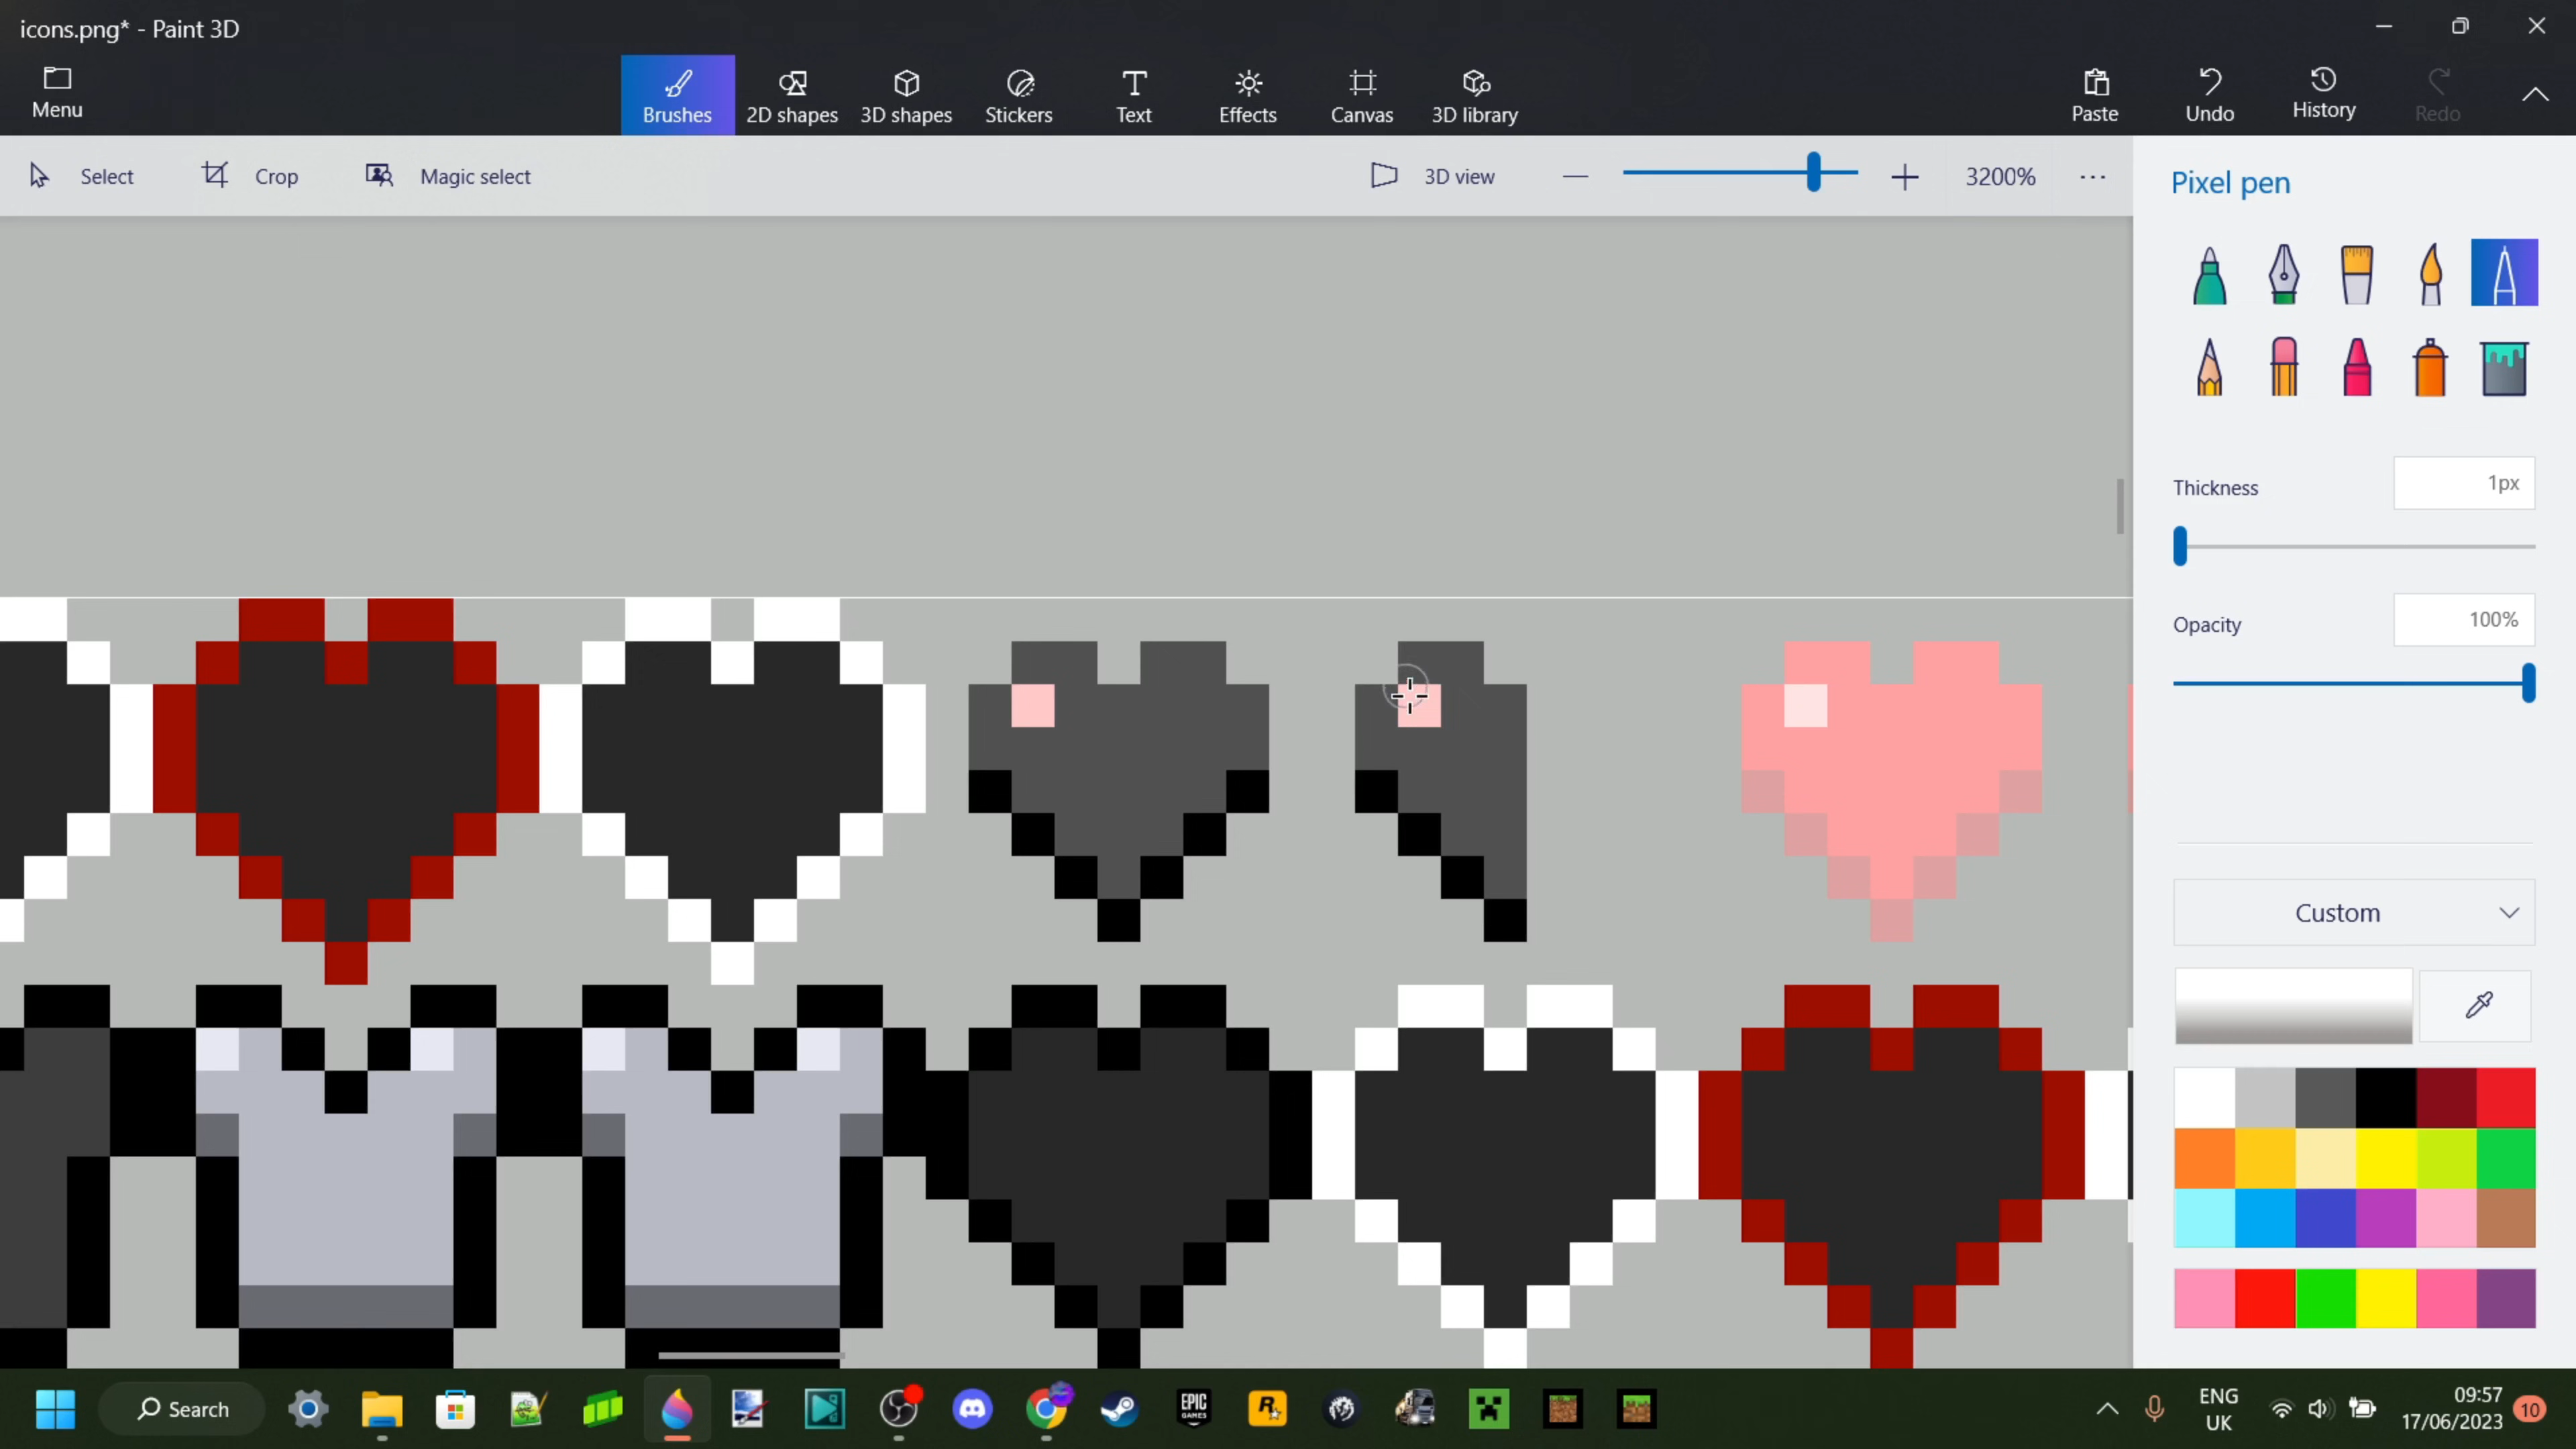 icons.png* - Paint 3D
Menu
Brushes
2D shapes
3D shapes
Stickers
Text
Effects
Canvas
3D library
Paste
Undo
History
Redo
Select
Crop
Magic select
3D view
3200%
Pixel pen
Thickness
1px
Opacity
100%
Custom
Search
EPIC GAMES
R
ENG
UK
09:57
17/06/2023
10